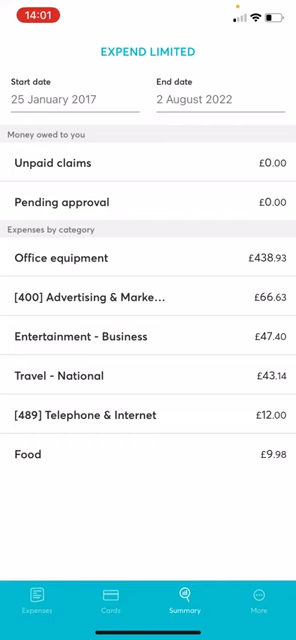 14:01
EXPEND LIMITED
Start date
End date
25 January 2017
2 August 2022
Money owed to you
Unpaid claims £0.00
Pending approval £0.00
Expenses by category
Office equipment £438.93
[400] Advertising & Marke... £66.63
Entertainment - Business £47.40
Travel - National £43.14
[489] Telephone & Internet £12.00
Food £9.98
Expenses Cards Summary More